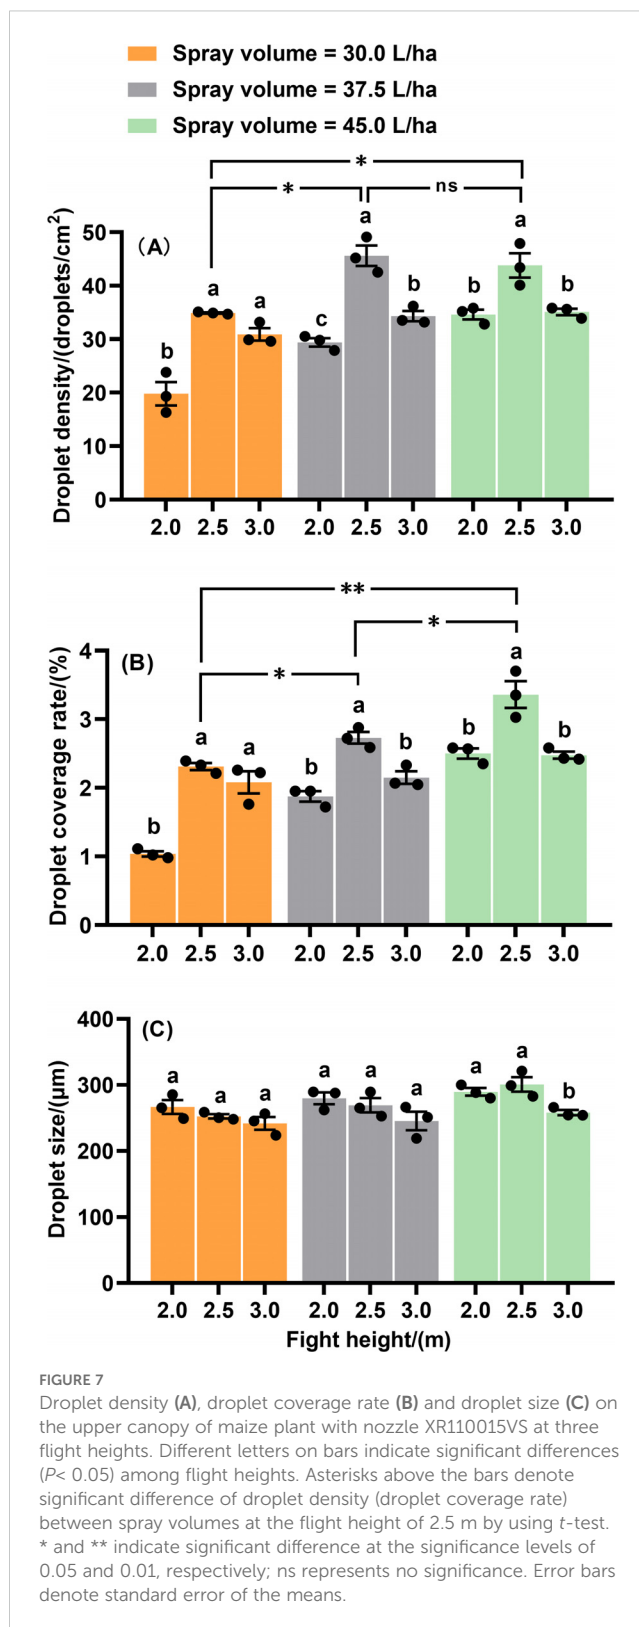 Spray volume = 30.0 L/ha
Spray volume = 37.5 L/ha
Spray volume = 45.0 L/ha
*
* ns
a a
50 (A)
b a a c b b b
40
30
20
10
0
Droplet density/(droplets/cm²)
2.0 2.5 3.0 2.0 2.5 3.0 2.0 2.5 3.0
**
*
*
4 (B)
a
a a b a b b b
b
3
2
1
0
Droplet coverage rate/(%)
2.0 2.5 3.0 2.0 2.5 3.0 2.0 2.5 3.0
400 (C)
a a a a a a a a b
300
200
100
0
Droplet size/(μm)
2.0 2.5 3.0 2.0 2.5 3.0 2.0 2.5 3.0
Fight height/(m)
FIGURE 7
Droplet density (A), droplet coverage rate (B) and droplet size (C) on
the upper canopy of maize plant with nozzle XR110015VS at three
flight heights. Different letters on bars indicate significant differences
(P< 0.05) among flight heights. Asterisks above the bars denote
significant difference of droplet density (droplet coverage rate)
between spray volumes at the flight height of 2.5 m by using t-test.
* and ** indicate significant difference at the significance levels of
0.05 and 0.01, respectively; ns represents no significance. Error bars
denote standard error of the means.